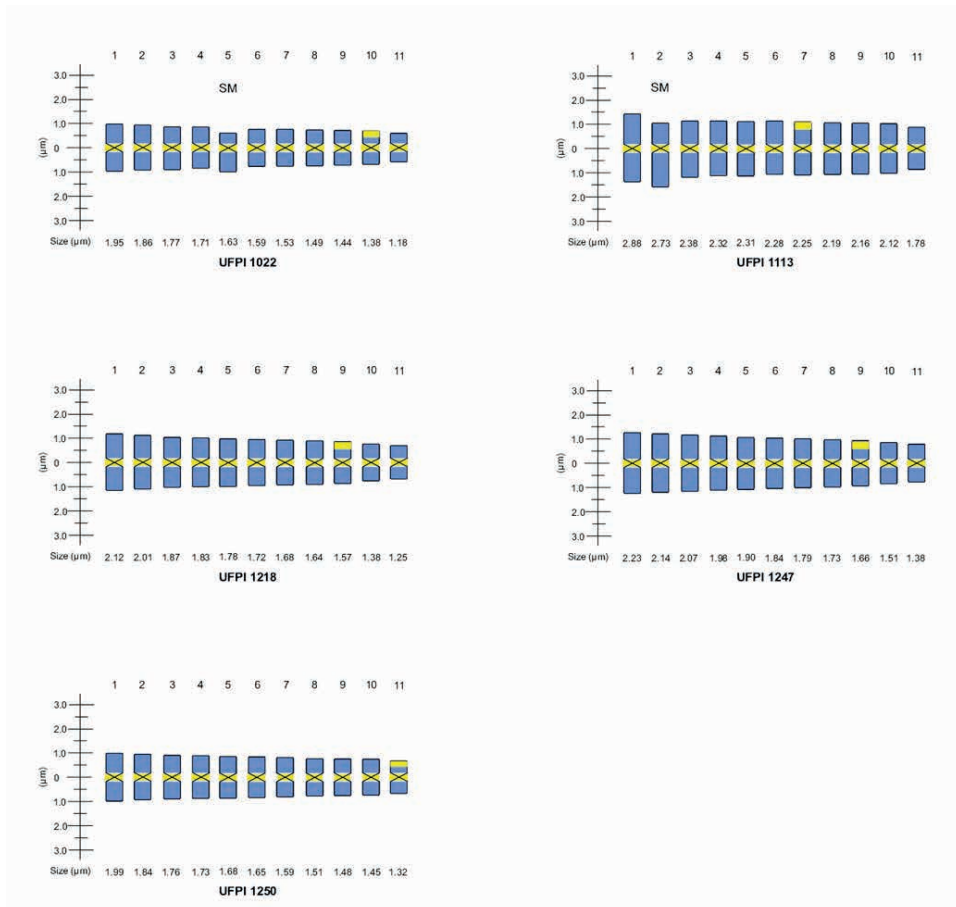 1 2 3 4 5 6 7 8 9 10 11
SM
3.0
2.0
1.0
0
1.0
2.0
3.0
(µm)
Size (µm) 1.95 1.86 1.77 1.71 1.63 1.59 1.53 1.49 1.44 1.38 1.18
UFPI 1022
1 2 3 4 5 6 7 8 9 10 11
SM
3.0
2.0
1.0
0
1.0
2.0
3.0
(µm)
Size (µm) 2.88 2.73 2.38 2.32 2.31 2.28 2.25 2.19 2.16 2.12 1.78
UFPI 1113
1 2 3 4 5 6 7 8 9 10 11
3.0
2.0
1.0
0
1.0
2.0
3.0
(µm)
Size (µm) 2.12 2.01 1.87 1.83 1.78 1.72 1.68 1.64 1.57 1.38 1.25
UFPI 1218
1 2 3 4 5 6 7 8 9 10 11
3.0
2.0
1.0
0
1.0
2.0
3.0
(µm)
Size (µm) 2.23 2.14 2.07 1.98 1.90 1.84 1.79 1.73 1.66 1.51 1.38
UFPI 1247
1 2 3 4 5 6 7 8 9 10 11
3.0
2.0
1.0
0
1.0
2.0
3.0
(µm)
Size (µm) 1.99 1.84 1.76 1.73 1.68 1.65 1.59 1.51 1.48 1.45 1.32
UFPI 1250